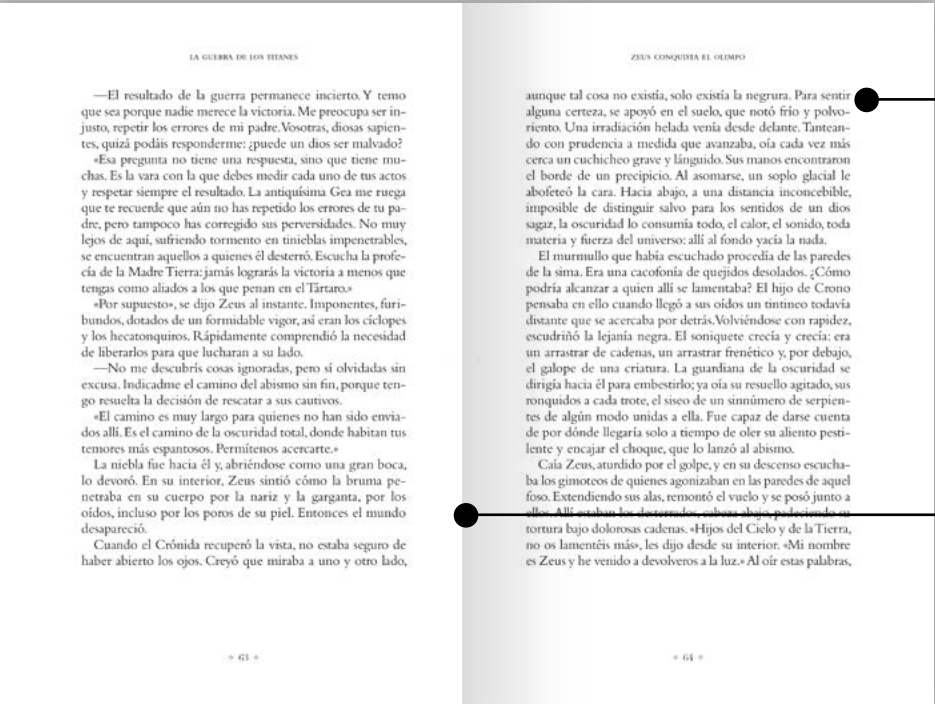 LA GUERRA DE LOS TITANES
—El resultado de la guerra permanece incierto. Y temo
que sea porque nadie merece la victoria. Me preocupa ser in-
justo, repetir los errores de mi padre. Vosotras, diosas sapien-
tes, quizá podáis responderme: ¿puede un dios ser malvado?
«Esa pregunta no tiene una respuesta, sino que tiene mu-
chas. Es la vara con la que debes medir cada uno de tus actos
y respetar siempre el resultado. La antiquísima Gea me ruega
que te recuerde que aún no has repetido los errores de tu pa-
dre, pero tampoco has corregido sus perversidades. No muy
lejos de aquí, sufriendo tormento en tinieblas impenetrables,
se encuentran aquellos a quienes él desterró. Escucha la profe-
cía de la Madre Tierra: jamás lograrás la victoria a menos que
tengas como aliados a los que penan en el Tártaro.»
«Por supuesto», se dijo Zeus al instante. Imponentes, furi-
bundos, dotados de un formidable vigor, así eran los cíclopes
y los hecatonquiros. Rápidamente comprendió la necesidad
de liberarlos para que lucharan a su lado.
—No me descubrís cosas ignoradas, pero sí olvidadas sin
excusa. Indicadme el camino del abismo sin fin, porque ten-
go resuelta la decisión de rescatar a sus cautivos.
«El camino es muy largo para quienes no han sido envia-
dos allí. Es el camino de la oscuridad total, donde habitan tus
temores más espantosos. Permítenos acercarte.»
La niebla fue hacia él y, abriéndose como una gran boca,
lo devoró. En su interior, Zeus sintió cómo la bruma pe-
netraba en su cuerpo por la nariz y la garganta, por los
oídos, incluso por los poros de su piel. Entonces el mundo
desapareció.
Cuando el Crónida recuperó la vista, no estaba seguro de
haber abierto los ojos. Creyó que miraba a uno y otro lado,
63
ZEUS CONQUISTA EL OLIMPO
aunque tal cosa no existía, solo existía la negrura. Para sentir
alguna certeza, se apoyó en el suelo, que notó frío y polvo-
riento. Una irradiación helada venía desde delante. Tantean-
do con prudencia a medida que avanzaba, oía cada vez más
cerca un cuchicheo grave y lánguido. Sus manos encontraron
el borde de un precipicio. Al asomarse, un soplo glacial le
abofeteó la cara. Hacia abajo, a una distancia inconcebible,
imposible de distinguir salvo para los sentidos de un dios
sagaz, la oscuridad lo consumía todo, el calor, el sonido, toda
materia y fuerza del universo: allí al fondo yacía la nada.
El murmullo que había escuchado procedía de las paredes
de la sima. Era una cacofonía de quejidos desolados. ¿Cómo
podría alcanzar a quien allí se lamentaba? El hijo de Crono
pensaba en ello cuando llegó a sus oídos un tintineo todavía
distante que se acercaba por detrás. Volviéndose con rapidez,
escudriñó la lejanía negra. El soniquete crecía y crecía: era
un arrastrar de cadenas, un arrastrar frenético y, por debajo,
el galope de una criatura. La guardiana de la oscuridad se
dirigía hacia él para embestirlo; ya oía su resuello agitado, sus
ronquidos a cada trote, el siseo de un sinnúmero de serpien-
tes de algún modo unidas a ella. Fue capaz de darse cuenta
de por dónde llegaría solo a tiempo de oler su aliento pesti-
lente y encajar el choque, que lo lanzó al abismo.
Caía Zeus, aturdido por el golpe, y en su descenso escucha-
ba los gimoteos de quienes agonizaban en las paredes de aquel
foso. Extendiendo sus alas, remontó el vuelo y se posó junto a
ellos. Allí estaban los desterrados, cabeza abajo, padeciendo su
tortura bajo dolorosas cadenas. «Hijos del Cielo y de la Tierra,
no os lamentéis más», les dijo desde su interior. «Mi nombre
es Zeus y he venido a devolveros a la luz.» Al oír estas palabras,
64